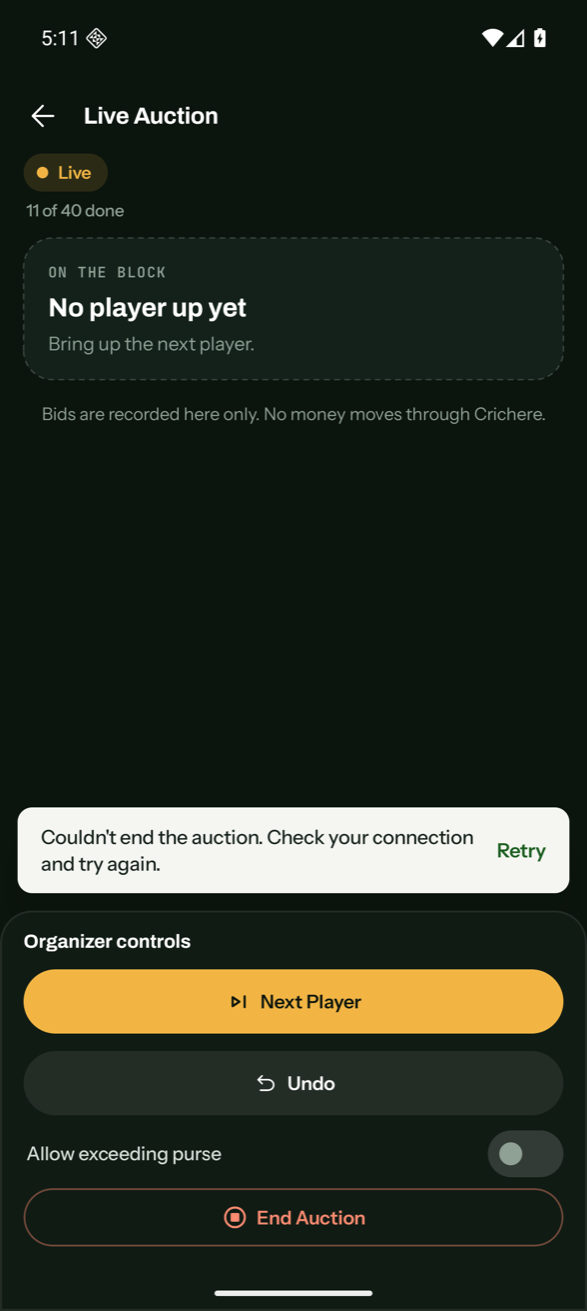 5:11
Live Auction
Live
11 of 40 done
ON THE BLOCK
No player up yet
Bring up the next player.
Bids are recorded here only. No money moves through Crichere.
Couldn't end the auction. Check your connection
and try again.
Retry
Organizer controls
Next Player
Undo
Allow exceeding purse
End Auction